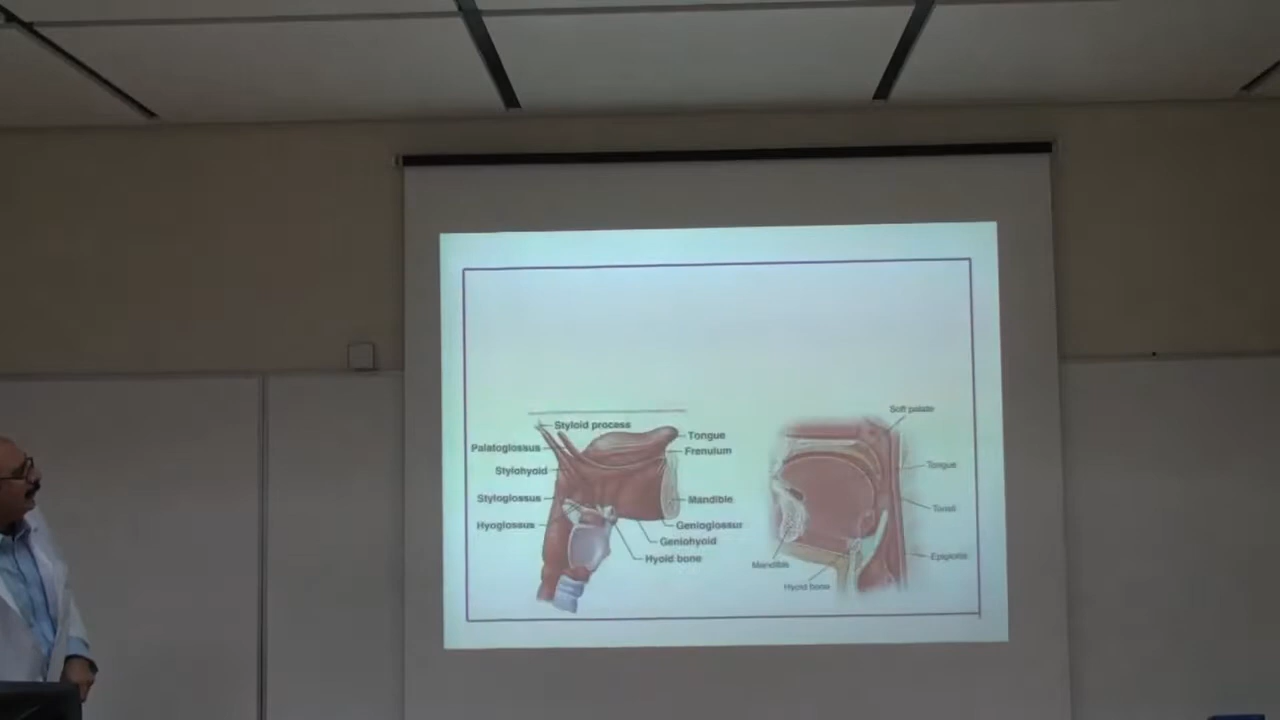 Styloid process
Palatoglossus
Stylohyoid
Styloglossus
Hyoglossus
Tongue
Frenulum
Mandible
Genioglossus
Geniohyoid
Hyoid bone
Soft palate
Tongue
Tonsil
Epiglottis
Mandible
Hyoid bone